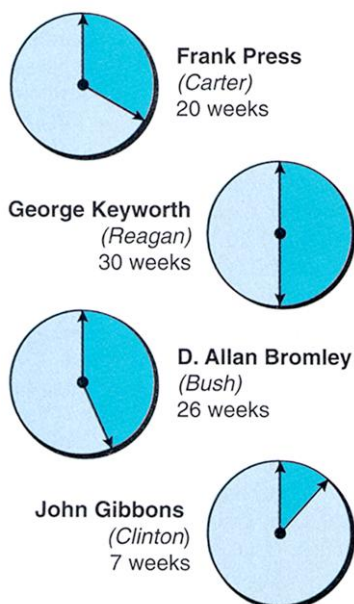 Frank Press
(Carter)
20 weeks
George Keyworth
(Reagan)
30 weeks
D. Allan Bromley
(Bush)
26 weeks
John Gibbons
(Clinton)
7 weeks